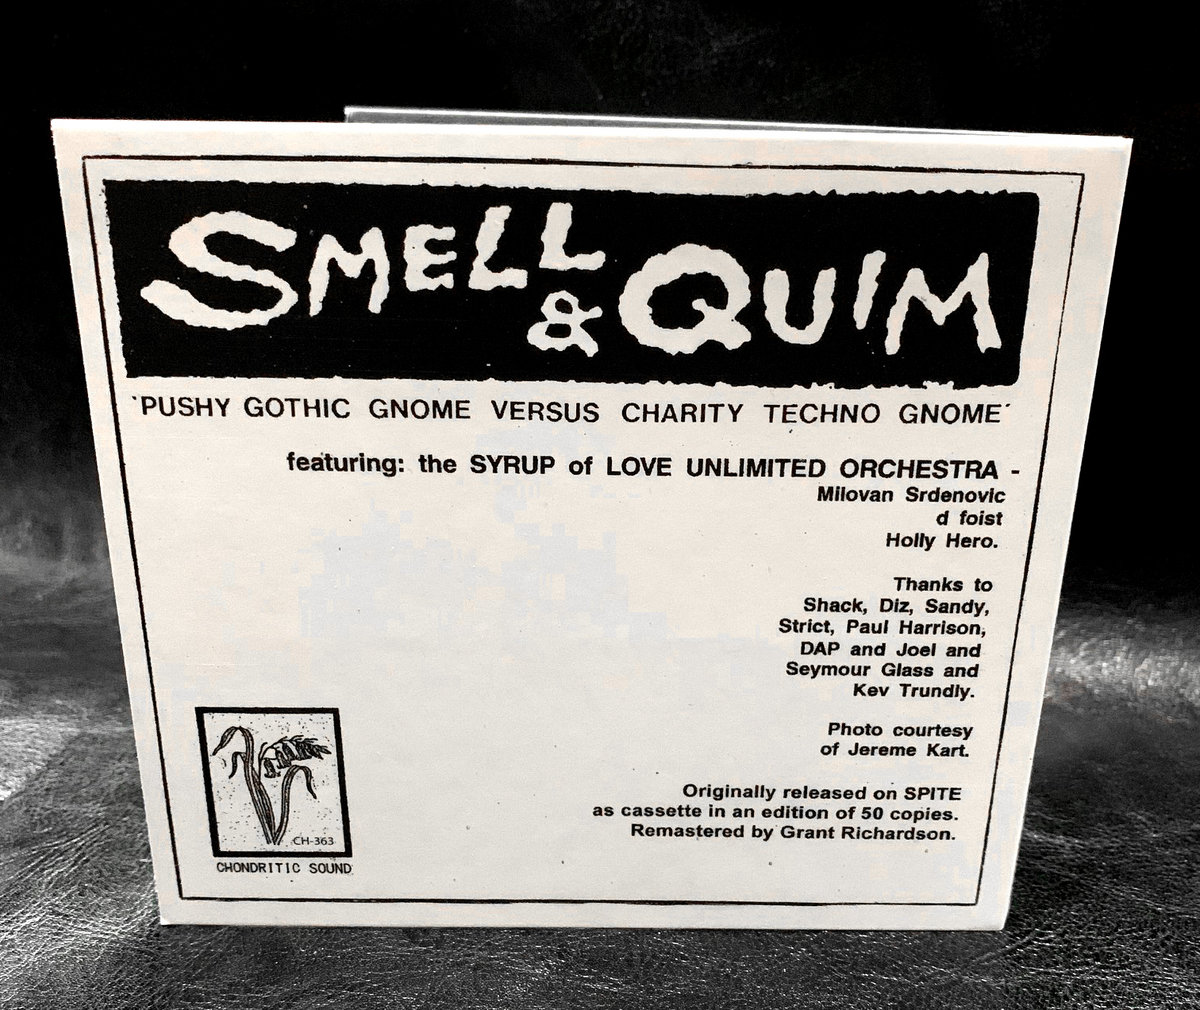 SMELL & QUIM
'PUSHY GOTHIC GNOME VERSUS CHARITY TECHNO GNOME'
featuring: the SYRUP of LOVE UNLIMITED ORCHESTRA -
Milovan Srdenovic
d foist
Holly Hero.
Thanks to
Shack, Diz, Sandy,
Strict, Paul Harrison,
DAP and Joel and
Seymour Glass and
Kev Trundly.
Photo courtesy
of Jereme Kart.
Originally released on SPITE
as cassette in an edition of 50 copies.
Remastered by Grant Richardson.
CH-363
CHONDRITIC SOUND